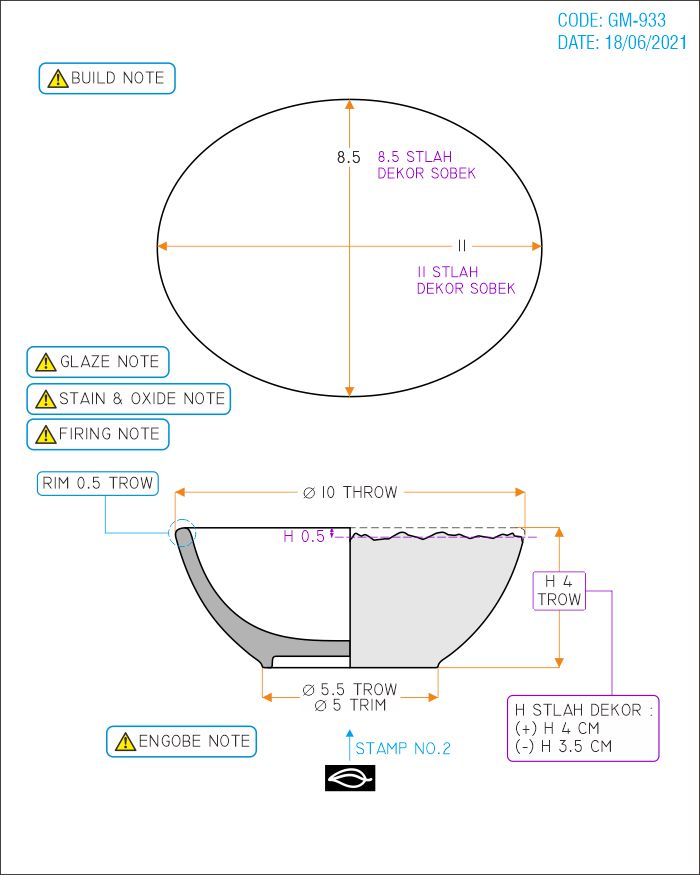 CODE: GM-933
DATE: 18/06/2021
BUILD NOTE
8.5
8.5 STLAH
DEKOR SOBEK
11
11 STLAH
DEKOR SOBEK
GLAZE NOTE
STAIN & OXIDE NOTE
FIRING NOTE
RIM 0.5 TROW
Ø 10 THROW
H 0.5
H 4
TROW
Ø 5.5 TROW
Ø 5 TRIM
H STLAH DEKOR :
(+) H 4 CM
(-) H 3.5 CM
ENGOBE NOTE
STAMP NO.2